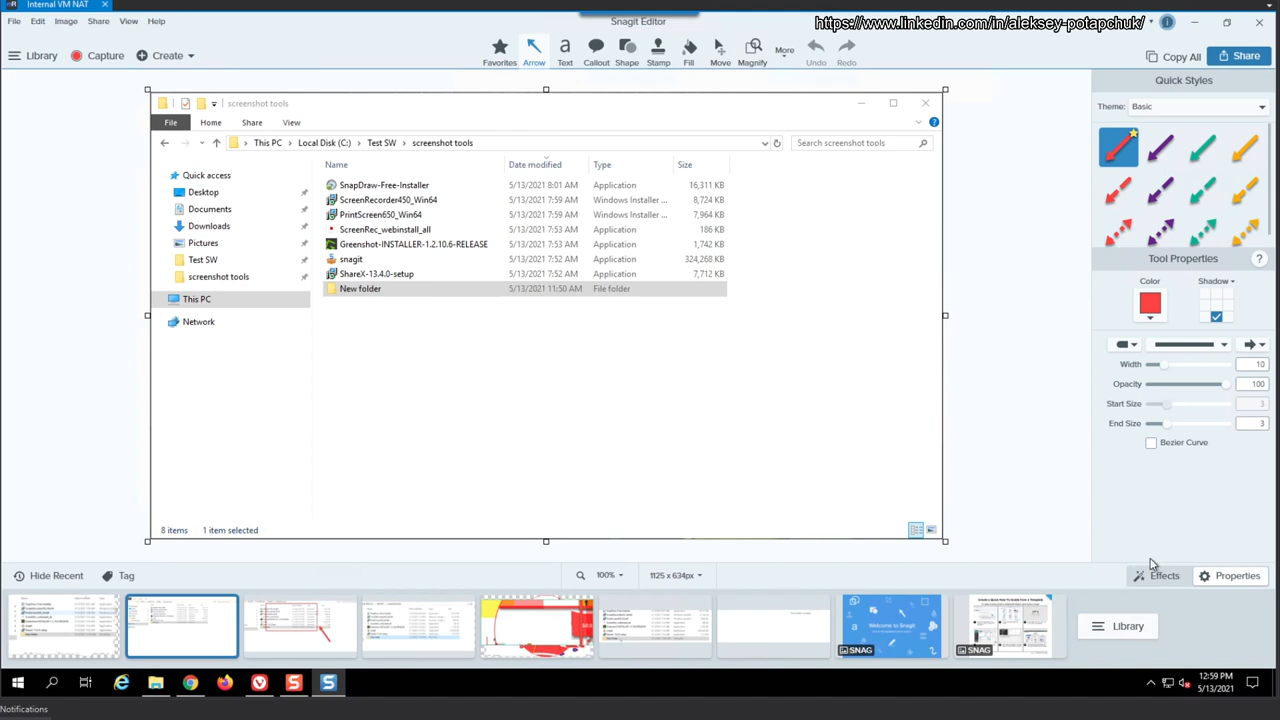 Internal VM NAT
File Edit Image Share View Help
Snagit Editor
https://www.linkedin.com/in/aleksey-potapchuk/
Library Capture Create
Favorites Arrow Text Callout Shape Stamp Fill Move Magnify More Undo Redo
Copy All Share
Quick Styles
Theme: Basic
screenshot tools
File Home Share View
This PC Local Disk (C:) Test SW screenshot tools
Search screenshot tools
Name Date modified Type Size
Quick access
Desktop
Documents
Downloads
Pictures
Test SW
screenshot tools
This PC
Network
SnapDraw-Free-Installer 5/13/2021 8:01 AM Application 16,311 KB
ScreenRecorder450_Win64 5/13/2021 7:59 AM Windows Installer ... 8,724 KB
PrintScreen650_Win64 5/13/2021 7:59 AM Windows Installer ... 7,964 KB
ScreenRec_webinstall_all 5/13/2021 7:53 AM Application 186 KB
Greenshot-INSTALLER-1.2.10.6-RELEASE 5/13/2021 7:53 AM Application 1,742 KB
snagit 5/13/2021 7:52 AM Application 324,268 KB
ShareX-13.4.0-setup 5/13/2021 7:52 AM Application 7,712 KB
New folder 5/13/2021 11:50 AM File folder
8 items 1 item selected
Tool Properties ?
Color Shadow
Width 10
Opacity 100
Start Size 3
End Size 3
Bezier Curve
Effects Properties
Hide Recent Tag
100% 1125 x 634px
Welcome to Snagit
SNAG
SNAG
Library
12:59 PM
5/13/2021
Notifications